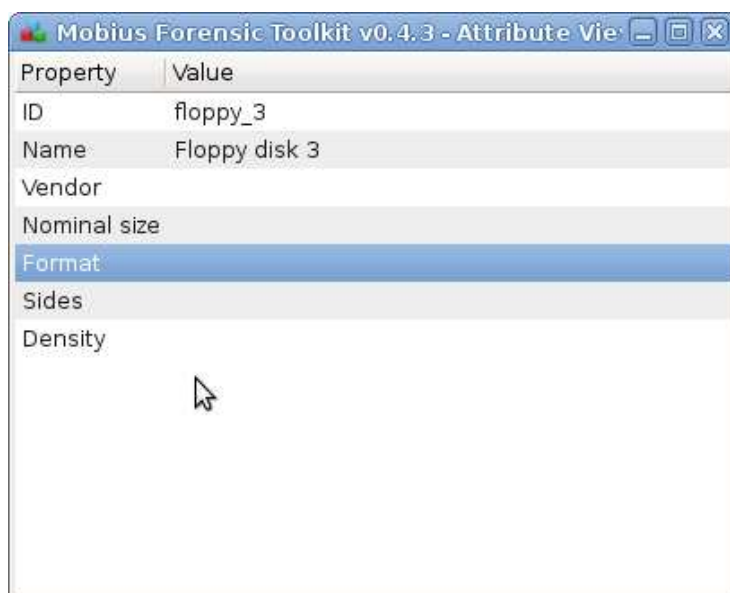 Mobius Forensic Toolkit v0.4.3 - Attribute Vie
Property Value
ID floppy_3
Name Floppy disk 3
Vendor
Nominal size
Format
Sides
Density